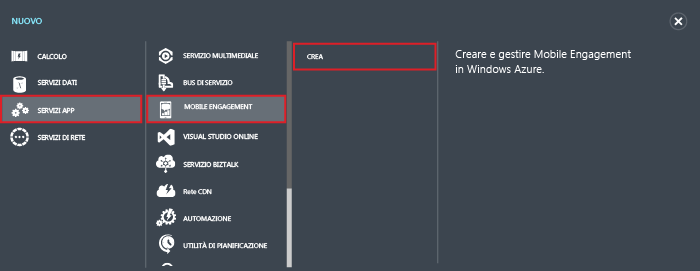 NUOVO
CALCOLO
SERVIZI DATI
SERVIZI APP
SERVIZI DI RETE
SERVIZIO MULTIMEDIALE
BUS DI SERVIZIO
MOBILE ENGAGEMENT
VISUAL STUDIO ONLINE
SERVIZIO BIZTALK
Rete CDN
AUTOMAZIONE
UTILITÀ DI PIANIFICAZIONE
CREA
Creare e gestire Mobile Engagement
in Windows Azure.